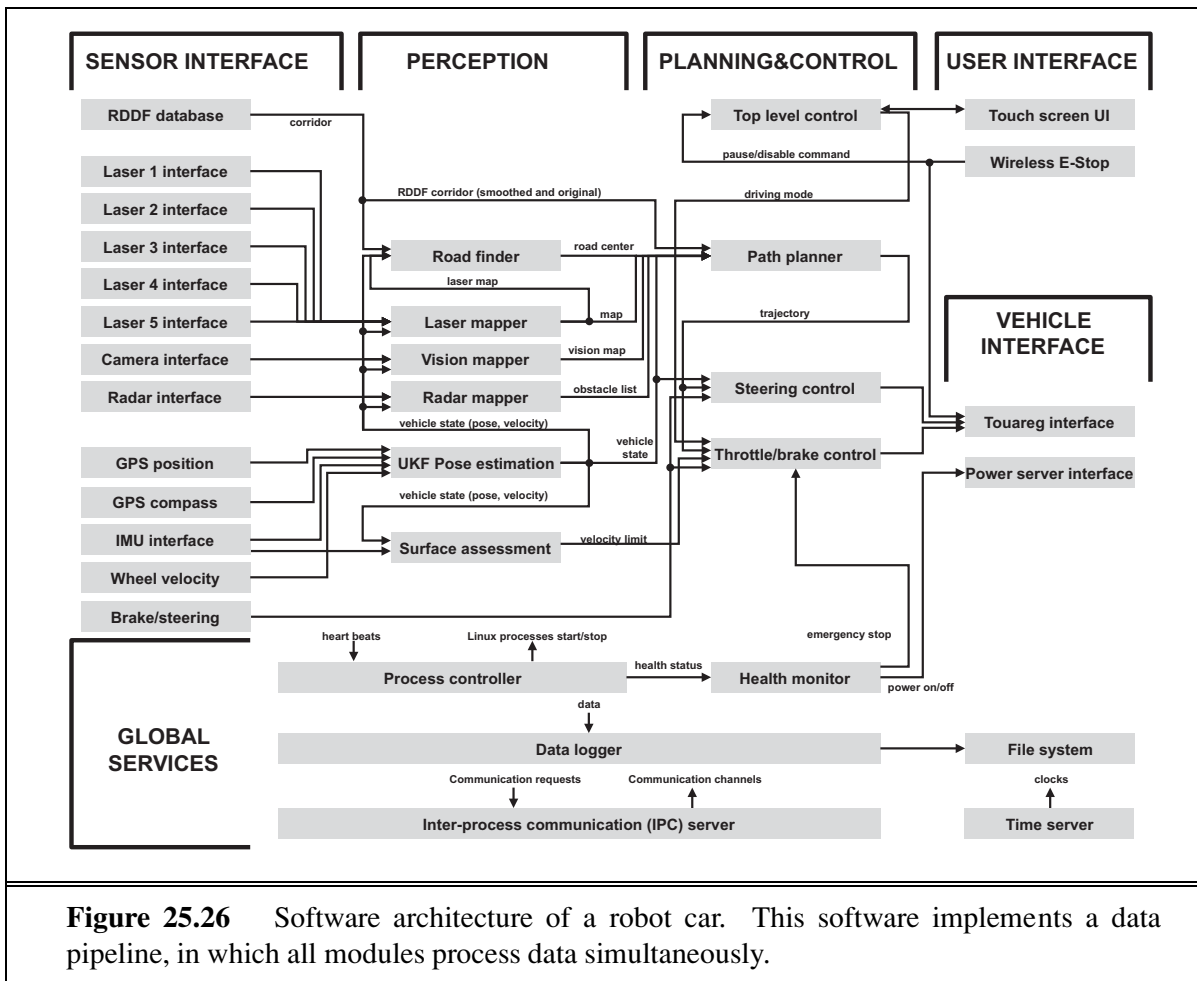 SENSOR INTERFACE
PERCEPTION
PLANNING&CONTROL
USER INTERFACE
RDDF database
corridor
Top level control
Touch screen UI
pause/disable command
Wireless E-Stop
Laser 1 interface
RDDF corridor (smoothed and original)
driving mode
Laser 2 interface
Laser 3 interface
Road finder
road center
Path planner
laser map
Laser 4 interface
Laser 5 interface
Laser mapper
map
trajectory
VEHICLE
INTERFACE
Camera interface
Vision mapper
vision map
Radar interface
Radar mapper
obstacle list
Steering control
vehicle state (pose, velocity)
vehicle
state
Touareg interface
GPS position
UKF Pose estimation
Throttle/brake control
Power server interface
GPS compass
vehicle state (pose, velocity)
IMU interface
Surface assessment
velocity limit
Wheel velocity
Brake/steering
heart beats
Linux processes start/stop
emergency stop
health status
Process controller
Health monitor
power on/off
data
GLOBAL
SERVICES
Data logger
File system
Communication requests
Communication channels
clocks
Inter-process communication (IPC) server
Time server
Figure 25.26 Software architecture of a robot car. This software implements a data
pipeline, in which all modules process data simultaneously.